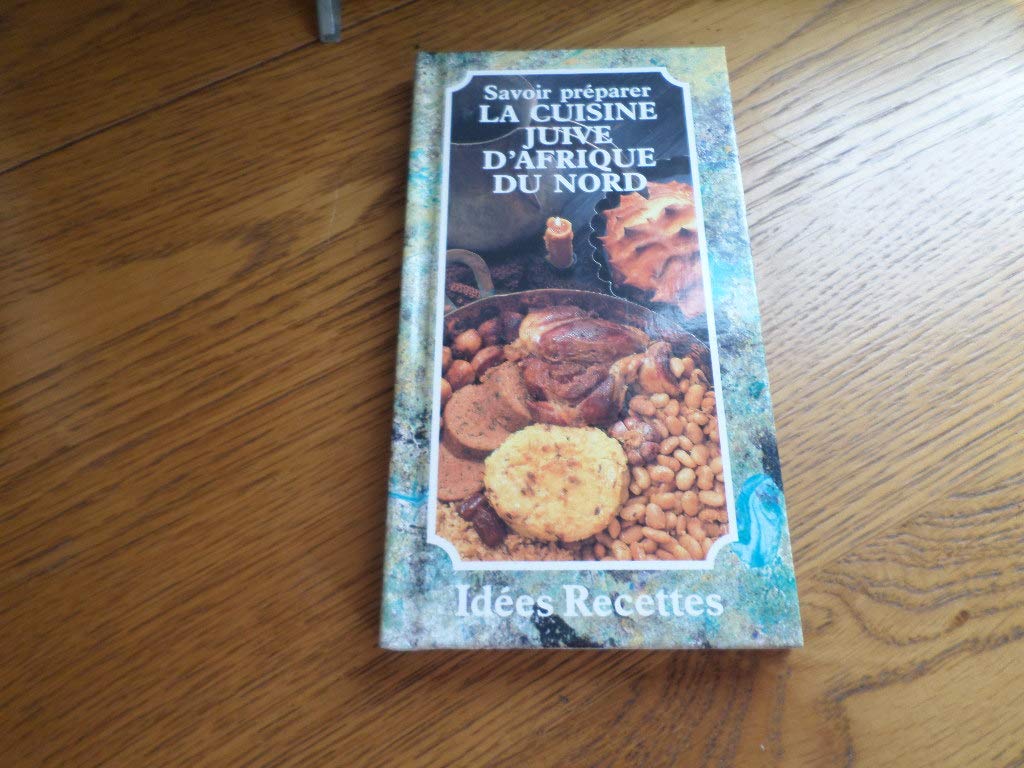 Savoir préparer
LA CUISINE
JUIVE
D'AFRIQUE
DU NORD
Idées Recettes